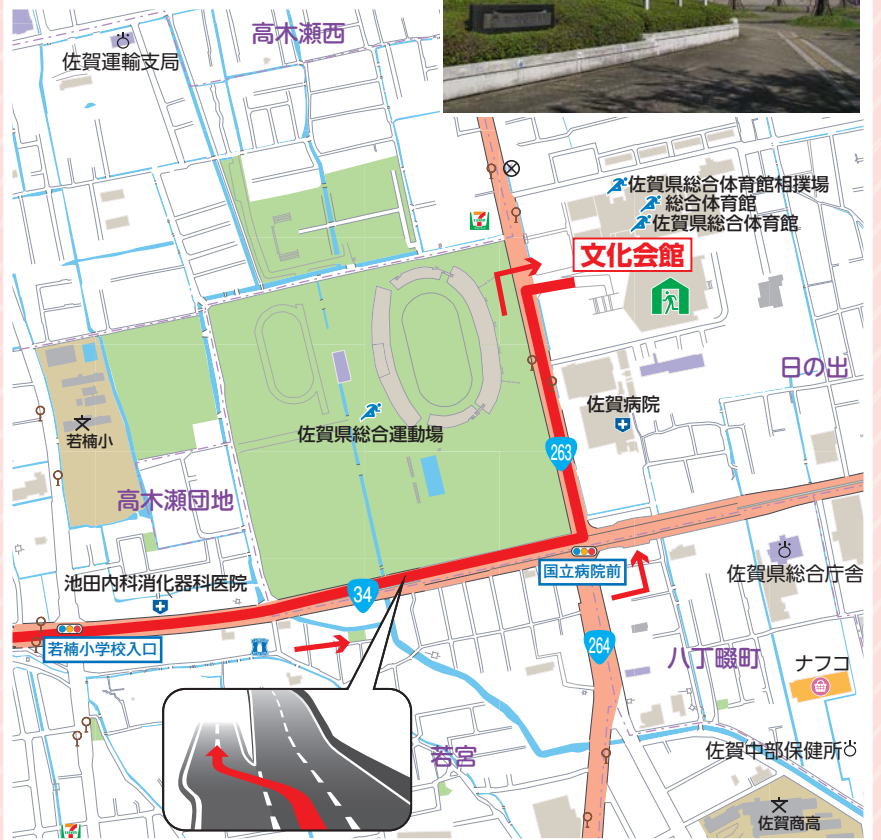 高木瀬西
佐賀運輸支局
佐賀県総合体育館相撲場
総合体育館
佐賀県総合体育館
文化会館
日の出
佐賀病院
若楠小
佐賀県総合運動場
263
高木瀬団地
池田内科消化器科医院
34
国立病院前
佐賀県総合庁舎
若楠小学校入口
264
八丁畷町
ナフコ
若宮
佐賀中部保健所
佐賀商高